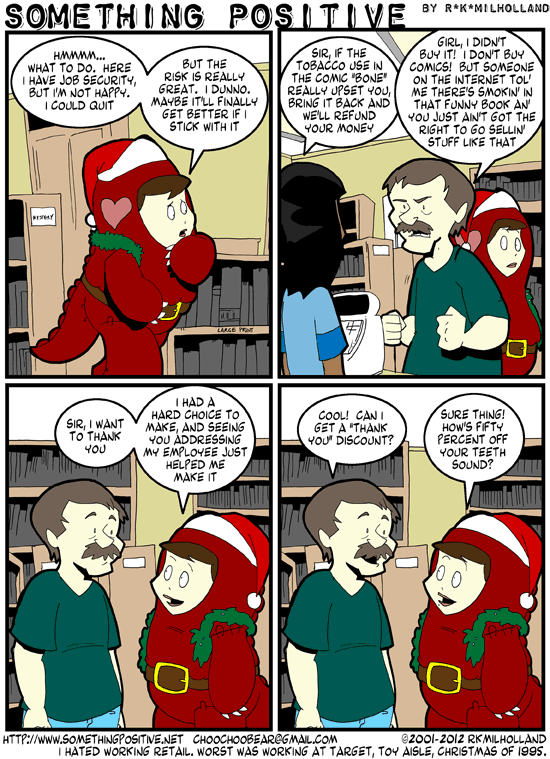 SOMETHING POSITIVE BY R*K*MILHOLLAND
HMMMM...
WHAT TO DO. HERE
I HAVE JOB SECURITY,
BUT I'M NOT HAPPY.
I COULD QUIT
BUT THE
RISK IS REALLY
GREAT. I DUNNO.
MAYBE IT'LL FINALLY
GET BETTER IF I
STICK WITH IT
MYSTERY
LARGE PRINT
SIR, IF THE
TOBACCO USE IN
THE COMIC "BONE"
REALLY UPSET YOU,
BRING IT BACK AND
WE'LL REFUND
YOUR MONEY
GIRL, I DIDN'T
BUY IT! I DON'T BUY
COMICS! BUT SOMEONE
ON THE INTERNET TOL'
ME THERE'S SMOKIN' IN
THAT FUNNY BOOK AN'
YOU JUST AIN'T GOT THE
RIGHT TO GO SELLIN'
STUFF LIKE THAT
SIR, I WANT
TO THANK
YOU
I HAD A
HARD CHOICE TO
MAKE, AND SEEING
YOU ADDRESSING
MY EMPLOYEE JUST
HELPED ME
MAKE IT
COOL! CAN I
GET A "THANK
YOU" DISCOUNT?
SURE THING!
HOW'S FIFTY
PERCENT OFF
YOUR TEETH
SOUND?
HTTP://WWW.SOMETHINGPOSITIVE.NET CHOOCHOOBEAR@GMAIL.COM ©2001-2012 RKMILHOLLAND
I HATED WORKING RETAIL. WORST WAS WORKING AT TARGET, TOY AISLE, CHRISTMAS OF 1995.